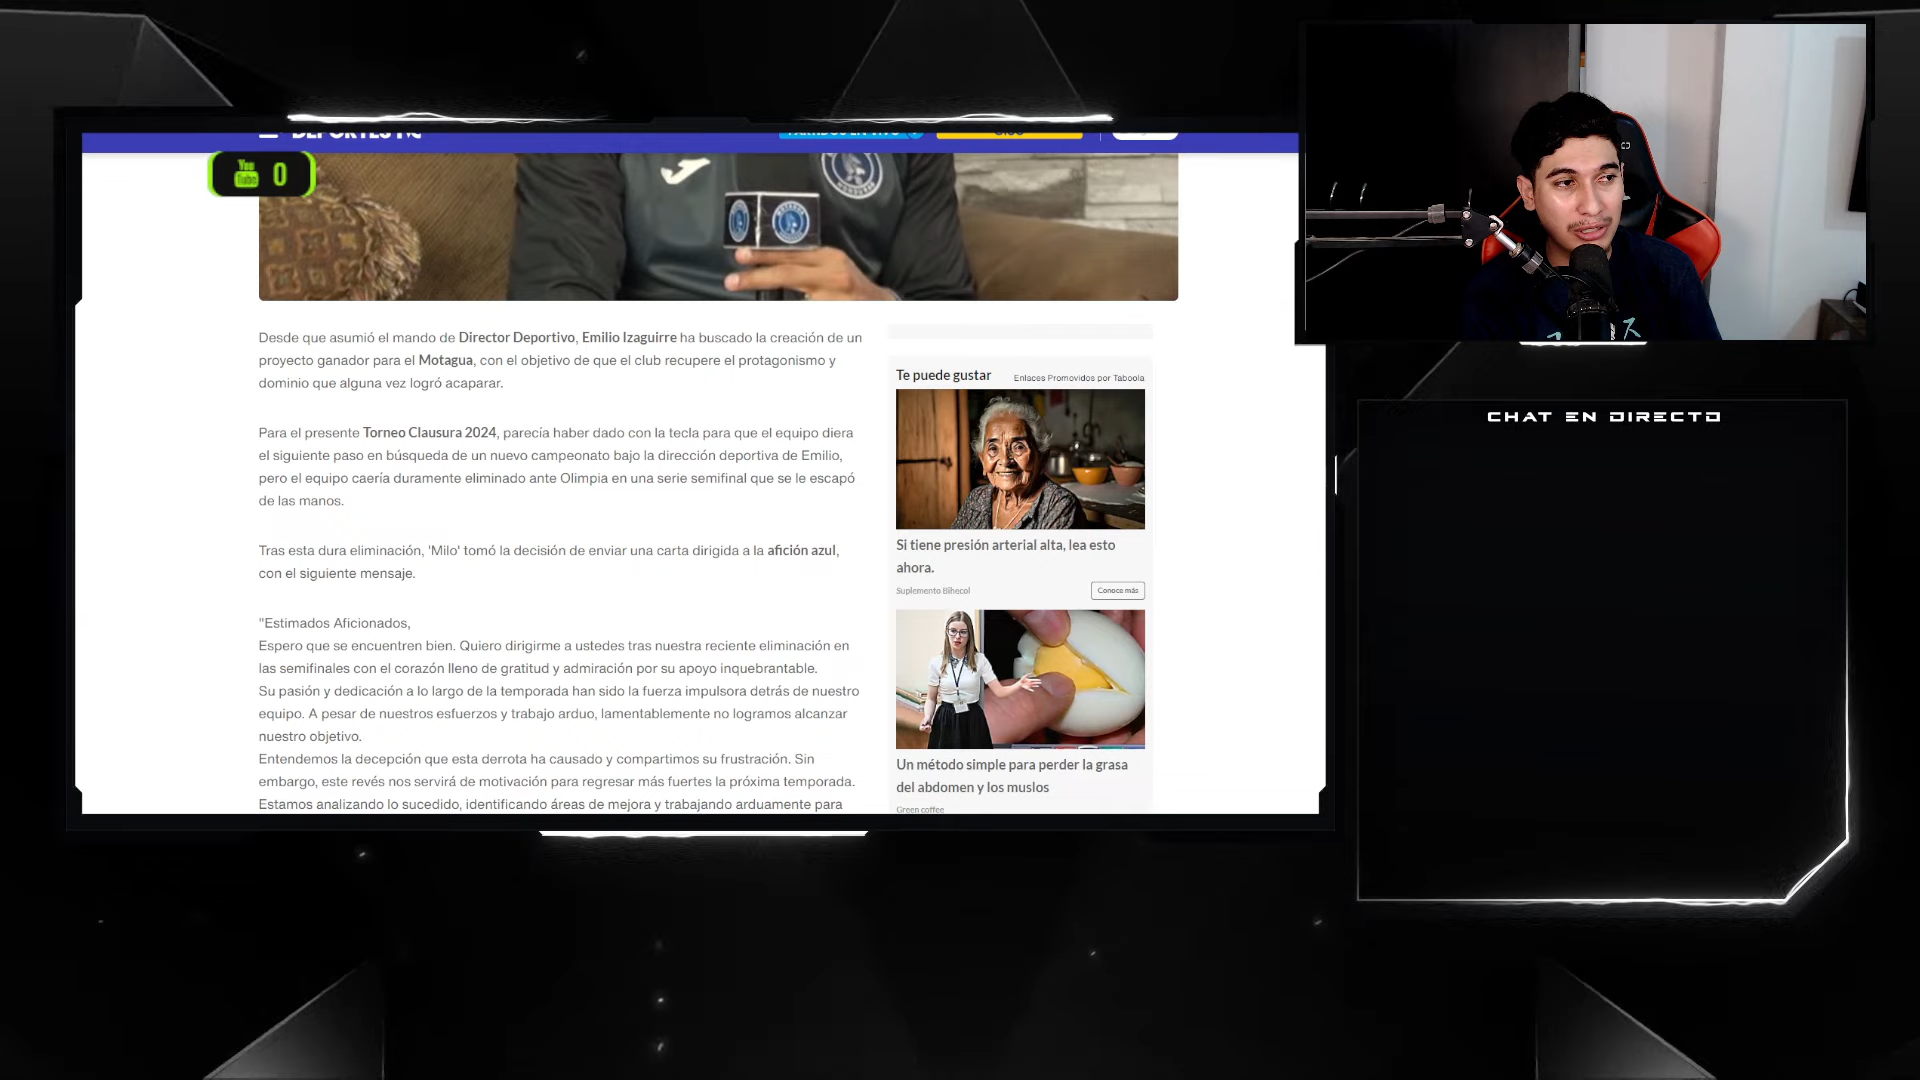 You
Tube
0
Desde que asumió el mando de Director Deportivo, Emilio Izaguirre ha buscado la creación de un
proyecto ganador para el Motagua, con el objetivo de que el club recupere el protagonismo y
dominio que alguna vez logró acaparar.
Para el presente Torneo Clausura 2024, parecía haber dado con la tecla para que el equipo diera
el siguiente paso en búsqueda de un nuevo campeonato bajo la dirección deportiva de Emilio,
pero el equipo caería duramente eliminado ante Olimpia en una serie semifinal que se le escapó
de las manos.
Tras esta dura eliminación, 'Milo' tomó la decisión de enviar una carta dirigida a la afición azul,
con el siguiente mensaje.
"Estimados Aficionados,
Espero que se encuentren bien. Quiero dirigirme a ustedes tras nuestra reciente eliminación en
las semifinales con el corazón lleno de gratitud y admiración por su apoyo inquebrantable.
Su pasión y dedicación a lo largo de la temporada han sido la fuerza impulsora detrás de nuestro
equipo. A pesar de nuestros esfuerzos y trabajo arduo, lamentablemente no logramos alcanzar
nuestro objetivo.
Entendemos la decepción que esta derrota ha causado y compartimos su frustración. Sin
embargo, este revés nos servirá de motivación para regresar más fuertes la próxima temporada.
Estamos analizando lo sucedido, identificando áreas de mejora y trabajando arduamente para
Te puede gustar
Enlaces Promovidos por Taboola
Si tiene presión arterial alta, lea esto
ahora.
Suplemento Bihecol
Conoce más
Un método simple para perder la grasa
del abdomen y los muslos
Green coffee
CHAT EN DIRECTO